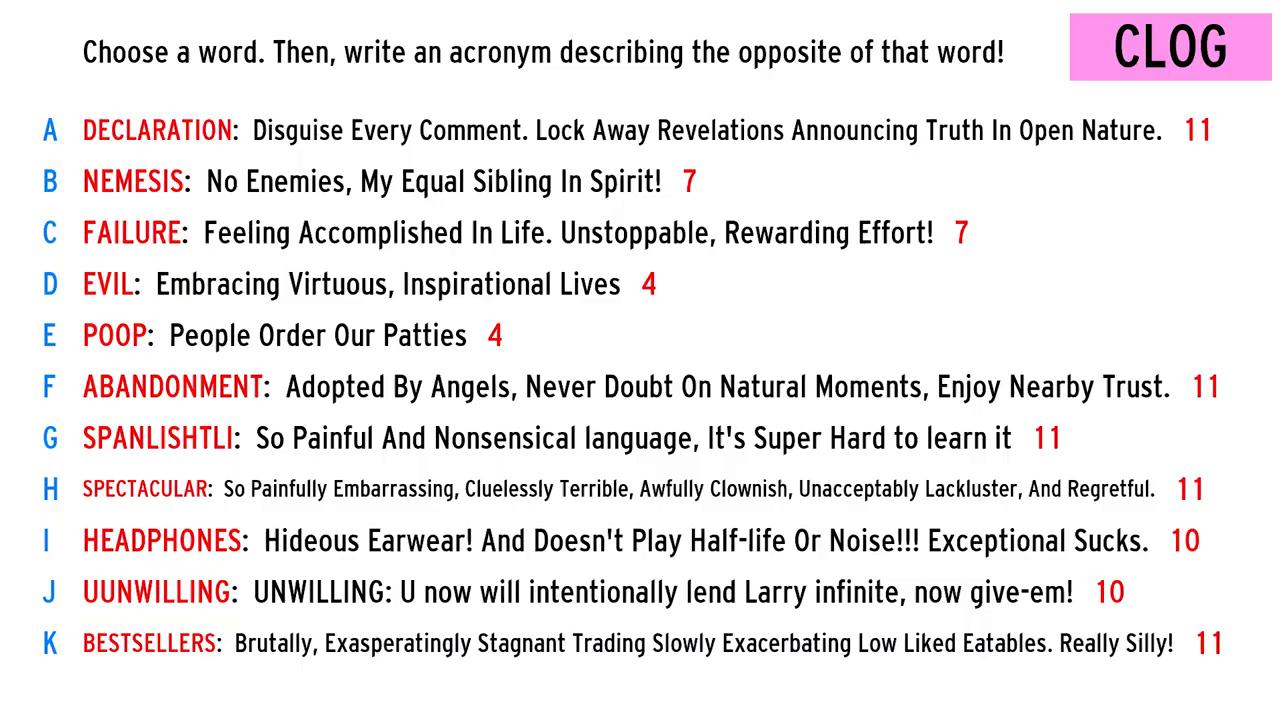 Choose a word. Then, write an acronym describing the opposite of that word!
CLOG
A DECLARATION: Disguise Every Comment. Lock Away Revelations Announcing Truth In Open Nature. 11
B NEMESIS: No Enemies, My Equal Sibling In Spirit! 7
C FAILURE: Feeling Accomplished In Life. Unstoppable, Rewarding Effort! 7
D EVIL: Embracing Virtuous, Inspirational Lives 4
E POOP: People Order Our Patties 4
F ABANDONMENT: Adopted By Angels, Never Doubt On Natural Moments, Enjoy Nearby Trust. 11
G SPANLISHTLI: So Painful And Nonsensical language, It's Super Hard to learn it 11
H SPECTACULAR: So Painfully Embarrassing, Cluelessly Terrible, Awfully Clownish, Unacceptably Lackluster, And Regretful. 11
I HEADPHONES: Hideous Earwear! And Doesn't Play Half-life Or Noise!!! Exceptional Sucks. 10
J UUNWILLING: UNWILLING: U now will intentionally lend Larry infinite, now give-em! 10
K BESTSELLERS: Brutally, Exasperatingly Stagnant Trading Slowly Exacerbating Low Liked Eatables. Really Silly! 11